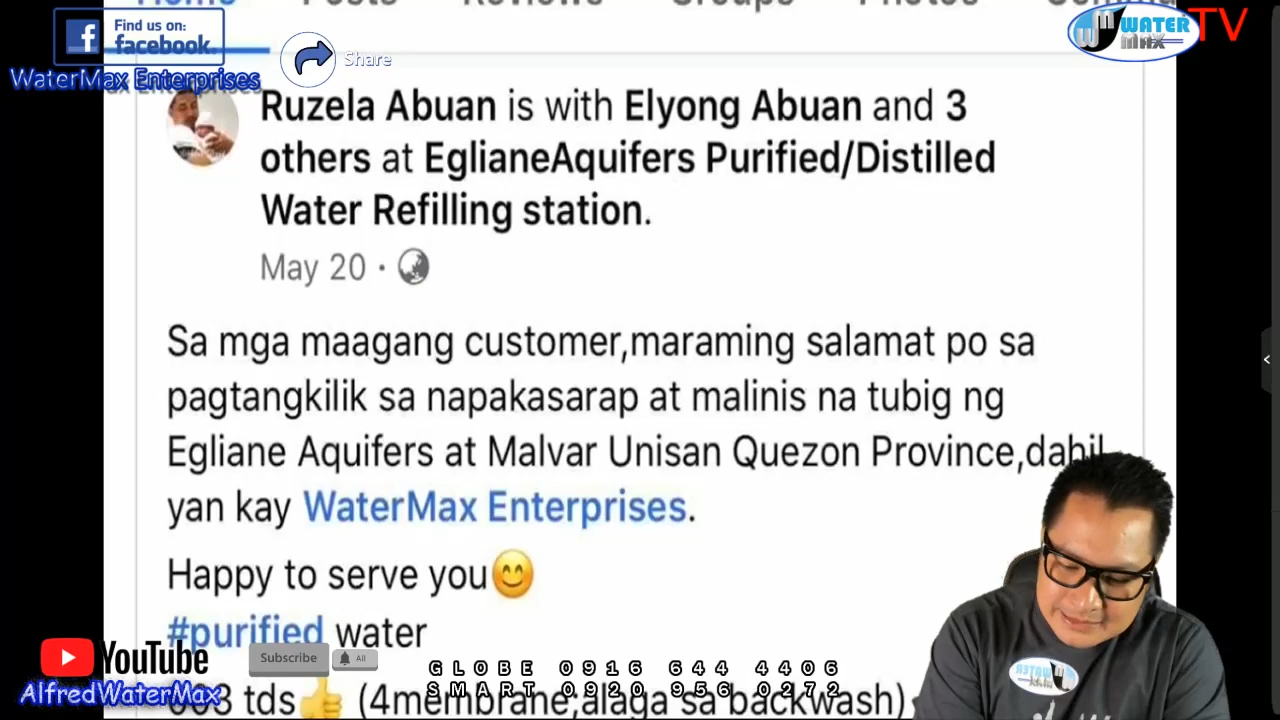 Home Posts Reviews Groups Photos
Find us on:
facebook.
WaterMax Enterprises
Share
WATER
MAX
TV
Ruzela Abuan is with Elyong Abuan and 3
others at EglianeAquifers Purified/Distilled
Water Refilling station.
May 20 ·
Sa mga maagang customer,maraming salamat po sa
pagtangkilik sa napakasarap at malinis na tubig ng
Egliane Aquifers at Malvar Unisan Quezon Province,dahil
yan kay WaterMax Enterprises.
Happy to serve you😊
#purified water
YouTube
Subscribe
All
AlfredWaterMax
GLOBE 0916 644 4406
SMART 0920 956 0272
003 tds👍 (4membrane,alaga sa backwash)